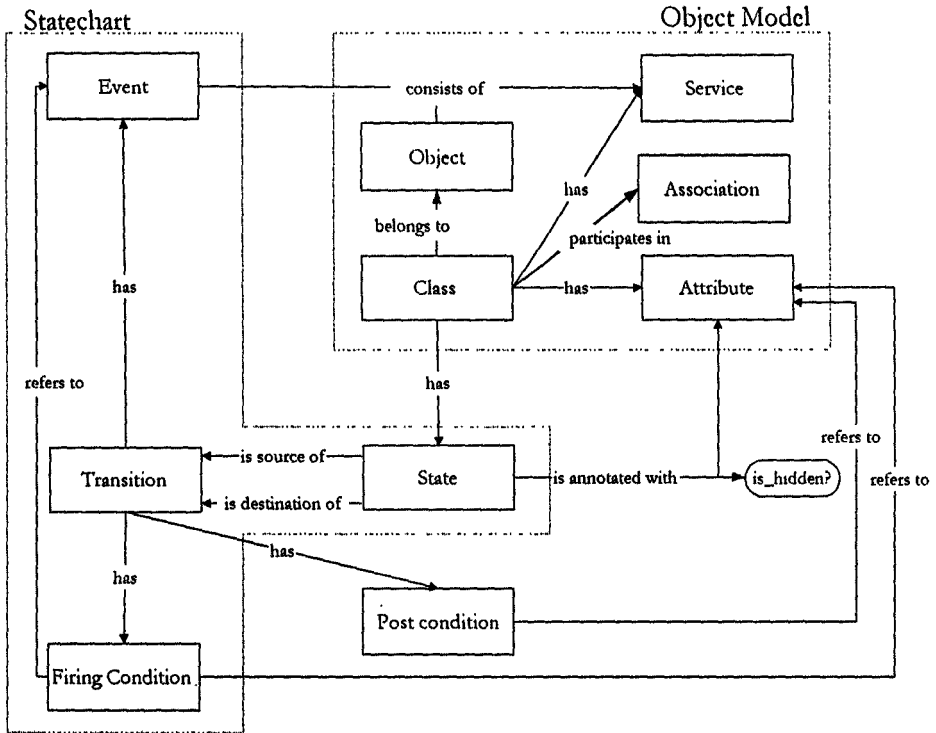 Statechart
Object Model
Event
consists of
Service
Object
has
Association
belongs to
participates in
Class
has
Attribute
has
has
refers to
refers to
is source of
Transition
State
is annotated with
is_hidden?
refers to
is destination of
has
has
Post condition
Firing Condition